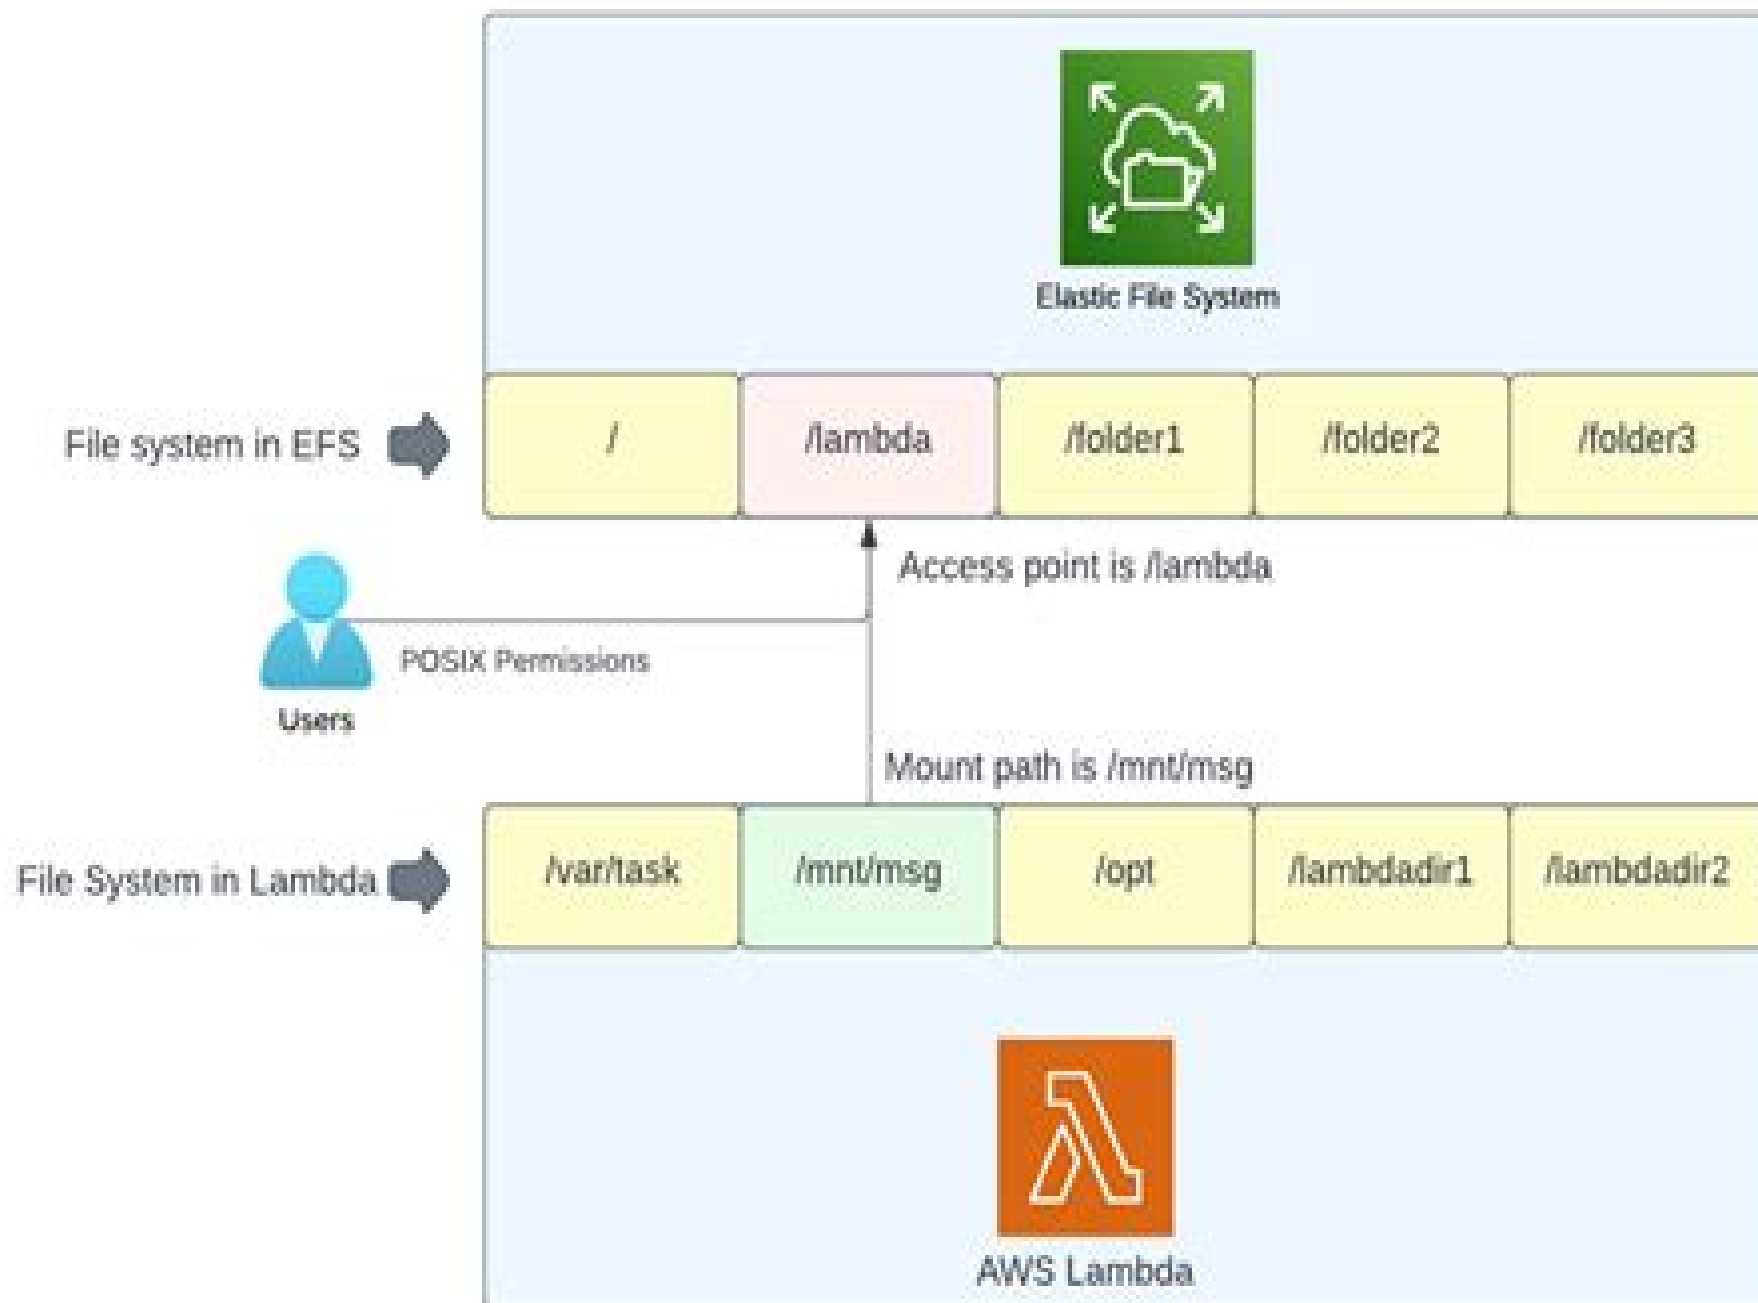 Elastic File System
File system in EFS
/
/lambda
/folder1
/folder2
/folder3
Access point is /lambda
POSIX Permissions
Users
Mount path is /mnt/msg
File System in Lambda
/var/task
/mnt/msg
/opt
/lambdadir1
/lambdadir2
AWS Lambda